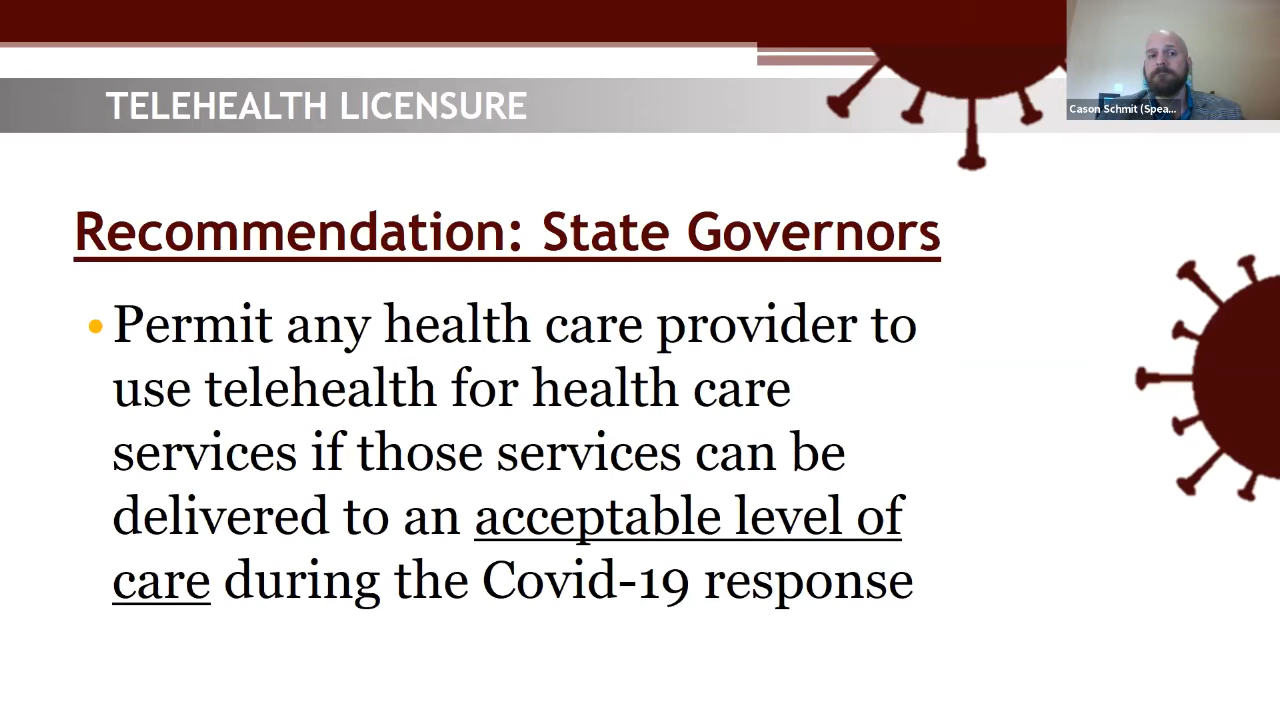 TELEHEALTH LICENSURE
Cason Schmit (Spea...
Recommendation: State Governors
• Permit any health care provider to
use telehealth for health care
services if those services can be
delivered to an acceptable level of
care during the Covid-19 response